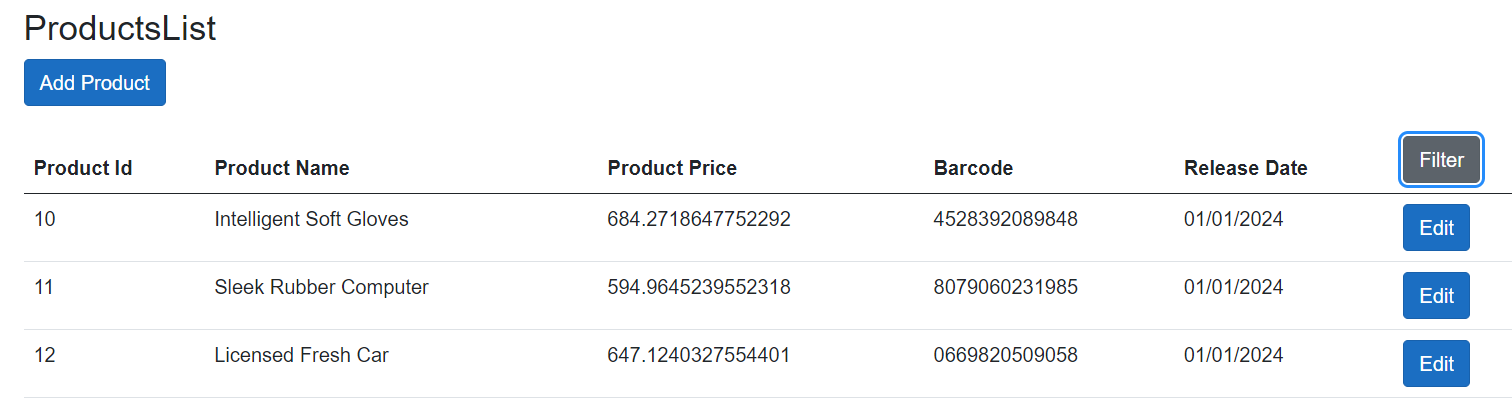 ProductsList
Add Product
Product Id Product Name Product Price Barcode Release Date Filter
10 Intelligent Soft Gloves 684.2718647752292 4528392089848 01/01/2024 Edit
11 Sleek Rubber Computer 594.9645239552318 8079060231985 01/01/2024 Edit
12 Licensed Fresh Car 647.1240327554401 0669820509058 01/01/2024 Edit